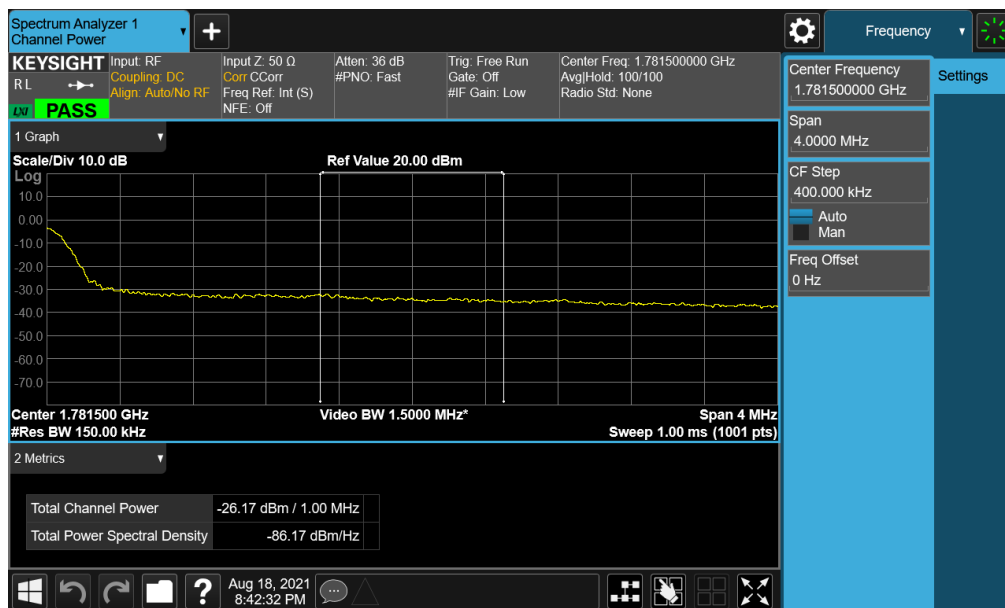 Spectrum Analyzer 1
Channel Power
Frequency
KEYSIGHT
R L
LXI
PASS
Input: RF
Coupling: DC
Align: Auto/No RF
Input Z: 50 Ω
Corr CCorr
Freq Ref: Int (S)
NFE: Off
Atten: 36 dB
#PNO: Fast
Trig: Free Run
Gate: Off
#IF Gain: Low
Center Freq: 1.781500000 GHz
Avg|Hold: 100/100
Radio Std: None
Center Frequency
1.781500000 GHz
Settings
Span
4.0000 MHz
CF Step
400.000 kHz
Auto
Man
Freq Offset
0 Hz
1 Graph
Scale/Div 10.0 dB
Ref Value 20.00 dBm
Log
10.0
0.00
-10.0
-20.0
-30.0
-40.0
-50.0
-60.0
-70.0
Center 1.781500 GHz
Video BW 1.5000 MHz*
Span 4 MHz
#Res BW 150.00 kHz
Sweep 1.00 ms (1001 pts)
2 Metrics
Total Channel Power -26.17 dBm / 1.00 MHz
Total Power Spectral Density -86.17 dBm/Hz
?
Aug 18, 2021
8:42:32 PM